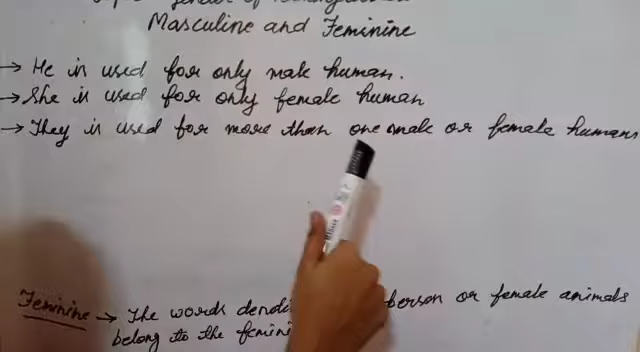 Masculine and Feminine
→ He is used for only male human.
→ She is used for only female human
→ They is used for more than one male or female humans
Feminine → The words person or female animals
belong to the